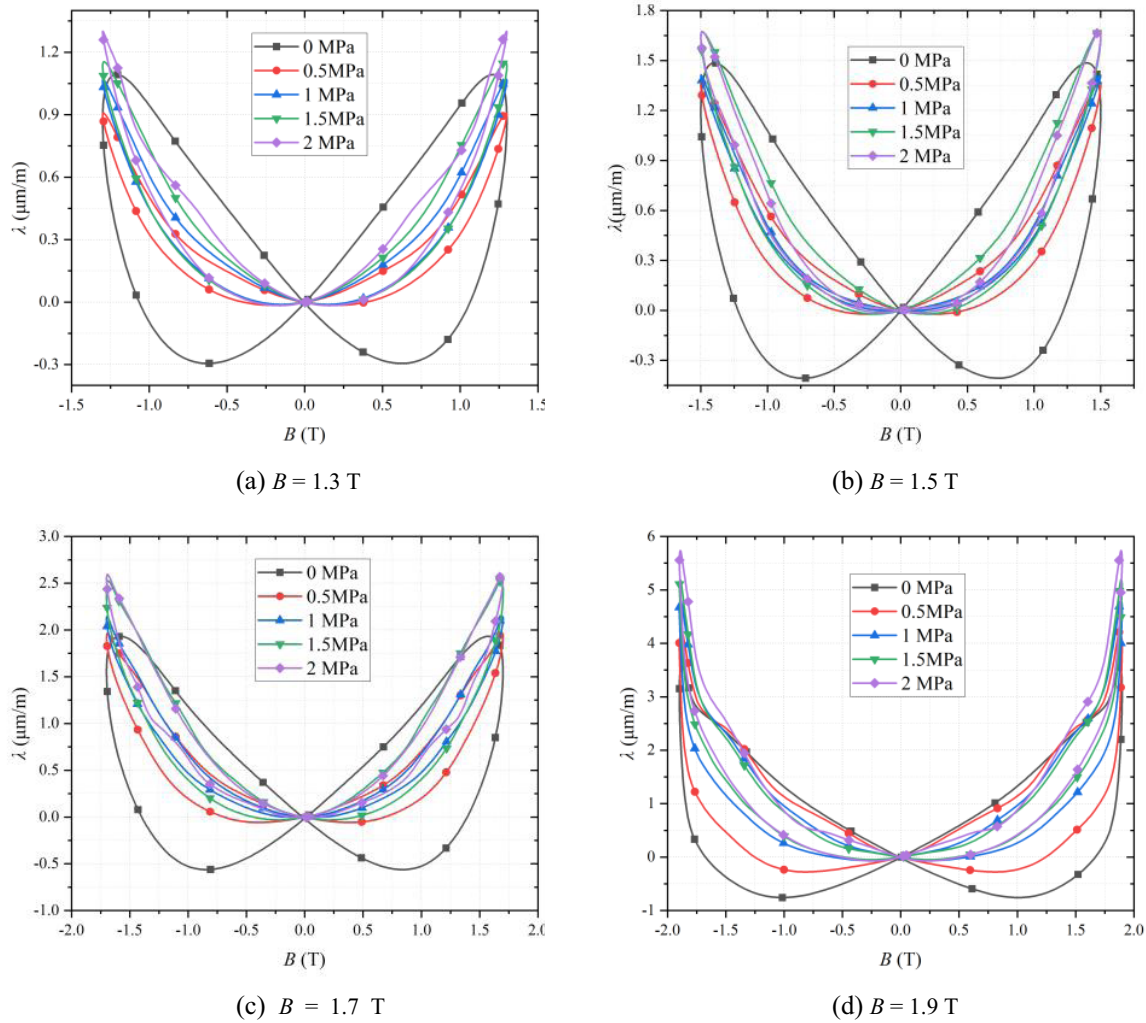 1.2
0.9
0.6
0.3
0.0
-0.3
λ (μm/m)
0 MPa
0.5MPa
1 MPa
1.5MPa
2 MPa
-1.5 -1.0 -0.5 0.0 0.5 1.0 1.5
B (T)
(a) B = 1.3 T
1.8
1.5
1.2
0.9
0.6
0.3
0.0
-0.3
λ(μm/m)
0 MPa
0.5MPa
1 MPa
1.5MPa
2 MPa
-1.5 -1.0 -0.5 0.0 0.5 1.0 1.5
B (T)
(b) B = 1.5 T
3.0
2.5
2.0
1.5
1.0
0.5
0.0
-0.5
-1.0
λ (μm/m)
0 MPa
0.5MPa
1 MPa
1.5MPa
2 MPa
-2.0 -1.5 -1.0 -0.5 0.0 0.5 1.0 1.5 2.0
B (T)
(c) B = 1.7 T
6
5
4
3
2
1
0
-1
λ (μm/m)
0 MPa
0.5MPa
1 MPa
1.5MPa
2 MPa
-2.0 -1.5 -1.0 -0.5 0.0 0.5 1.0 1.5 2.0
B (T)
(d) B = 1.9 T